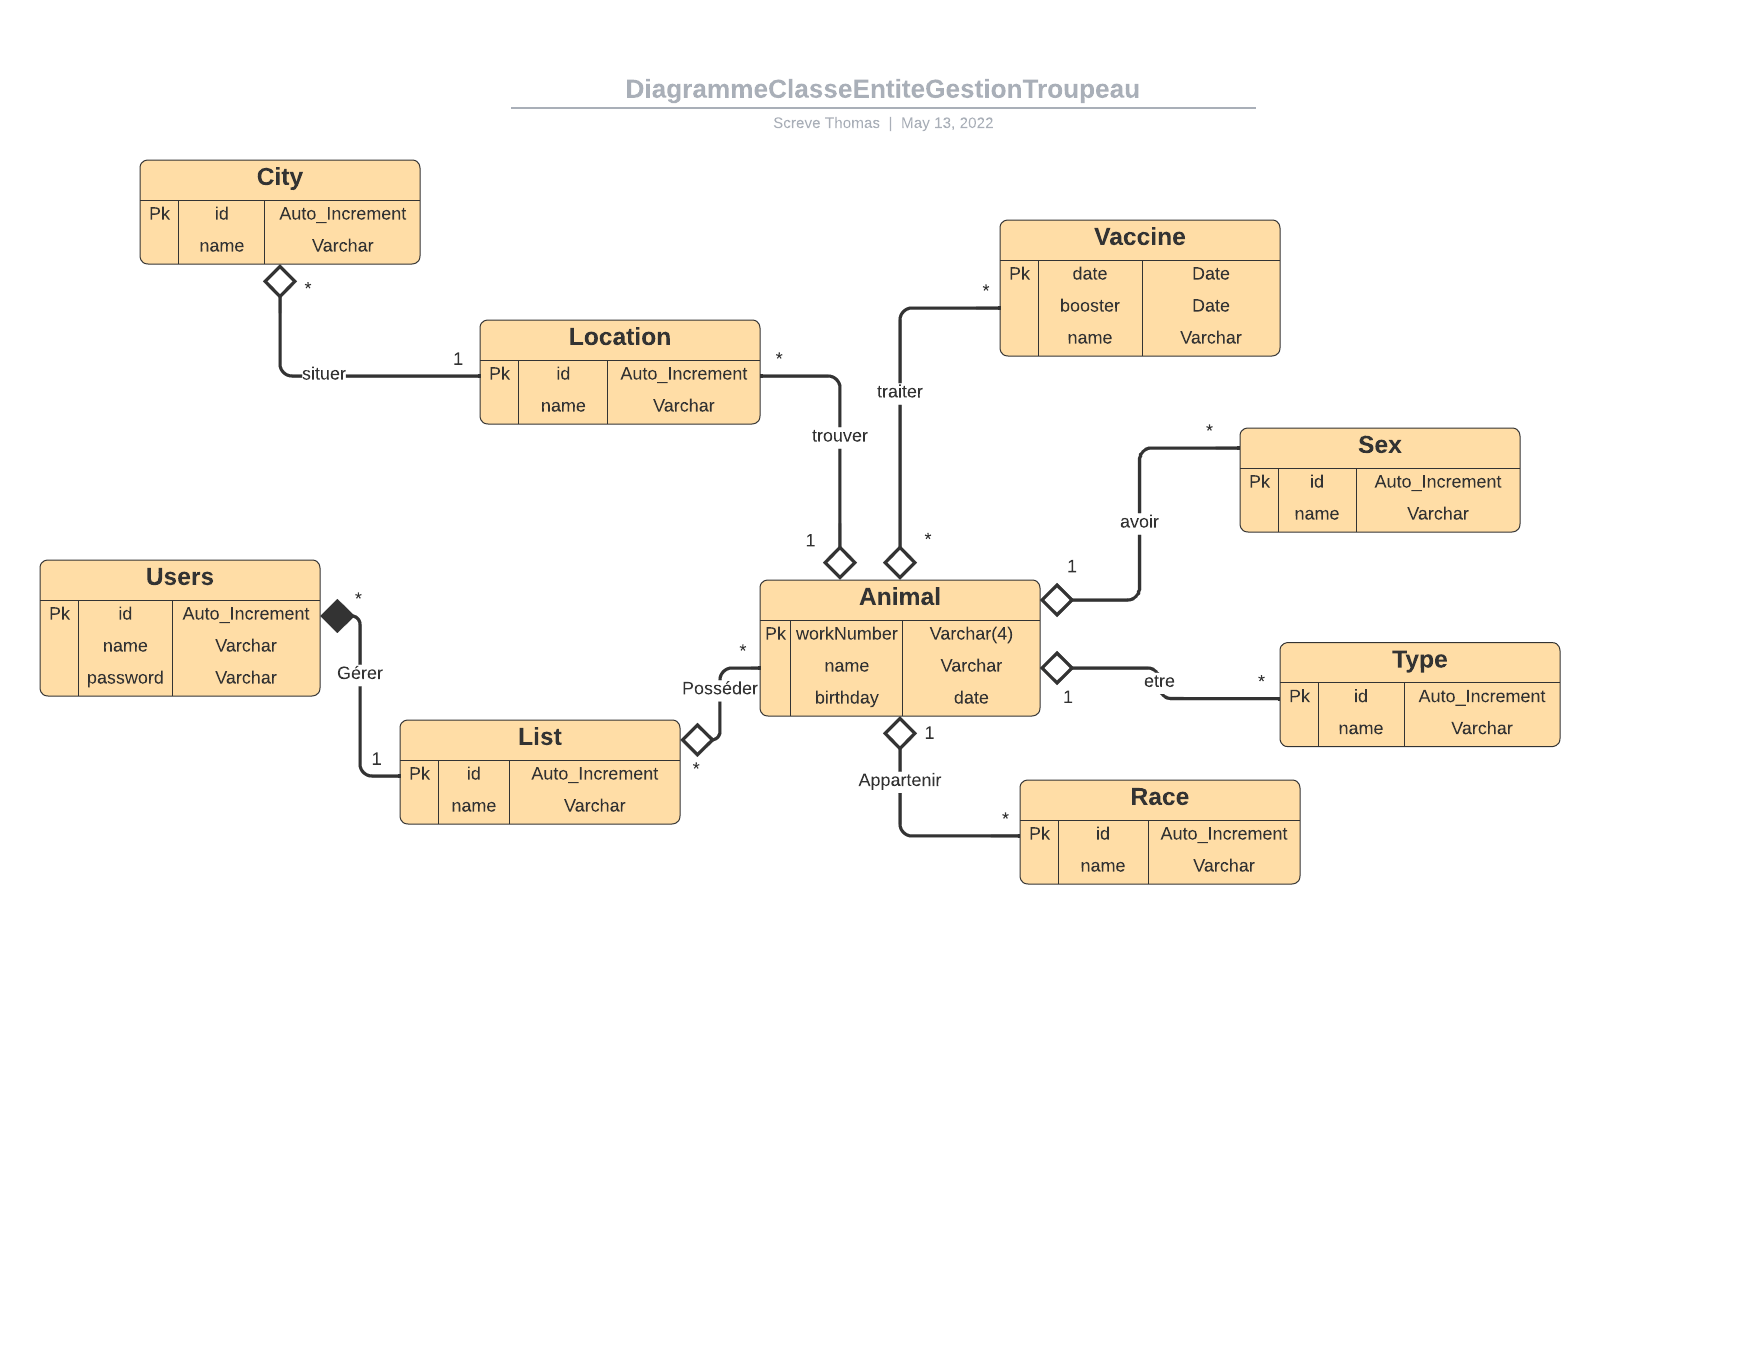 DiagrammeClasseEntiteGestionTroupeau
Screve Thomas | May 13, 2022
City
Pk id Auto_Increment
name Varchar
*
situer
1
Location
Pk id Auto_Increment
name Varchar
*
trouver
1
Vaccine
Pk date Date
booster Date
name Varchar
*
traiter
*
Sex
Pk id Auto_Increment
name Varchar
*
avoir
1
Users
Pk id Auto_Increment
name Varchar
password Varchar
*
Gérer
1
List
Pk id Auto_Increment
name Varchar
*
Posséder
*
Animal
Pk workNumber Varchar(4)
name Varchar
birthday date
1
etre
*
Type
Pk id Auto_Increment
name Varchar
1
Appartenir
*
Race
Pk id Auto_Increment
name Varchar